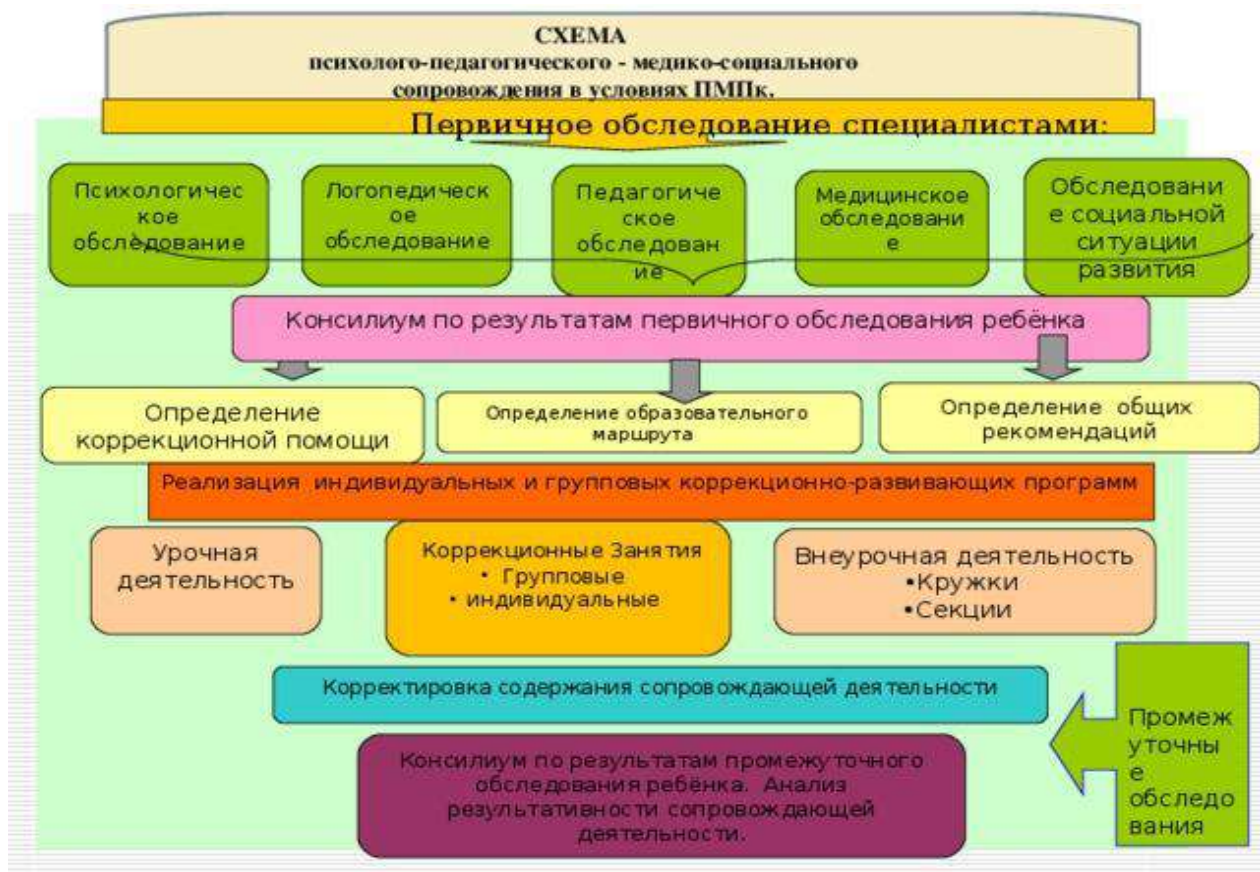 СХЕМА
психолого-педагогического - медико-социального
сопровождения в условиях ПМПк.
Первичное обследование специалистами:
Психологичес
кое
обследование
Логопедическ
ое
обследование
Педагогиче
ское
обследован
ие
Медицинское
обследовани
е
Обследовани
е социальной
ситуации
развития
Консилиум по результатам первичного обследования ребёнка
Определение
коррекционной помощи
Определение образовательного
маршрута
Определение общих
рекомендаций
Реализация индивидуальных и групповых коррекционно-развивающих программ
Урочная
деятельность
Коррекционные Занятия
• Групповые
• индивидуальные
Внеурочная деятельность
•Кружки
•Секции
Корректировка содержания сопровождающей деятельности
Промеж
уточны
е
обследо
вания
Консилиум по результатам промежуточного
обследования ребёнка. Анализ
результативности сопровождающей
деятельности.